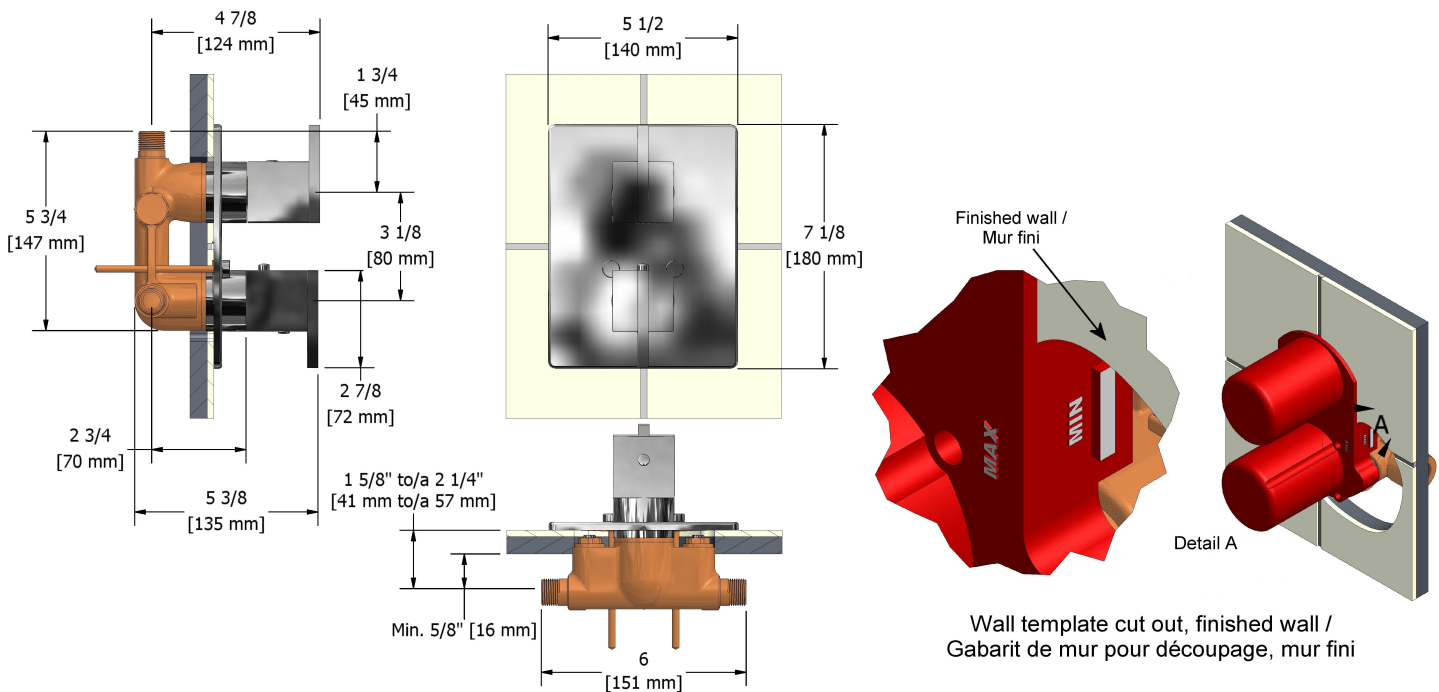 4 7/8
[124 mm]
1 3/4
[45 mm]
5 3/4
[147 mm]
3 1/8
[80 mm]
2 7/8
[72 mm]
2 3/4
[70 mm]
5 3/8
[135 mm]
5 1/2
[140 mm]
7 1/8
[180 mm]
1 5/8" to/a 2 1/4"
[41 mm to/a 57 mm]
Min. 5/8" [16 mm]
6
[151 mm]
Finished wall /
Mur fini
MAX
MIN
A
Detail A
Wall template cut out, finished wall /
Gabarit de mur pour découpage, mur fini